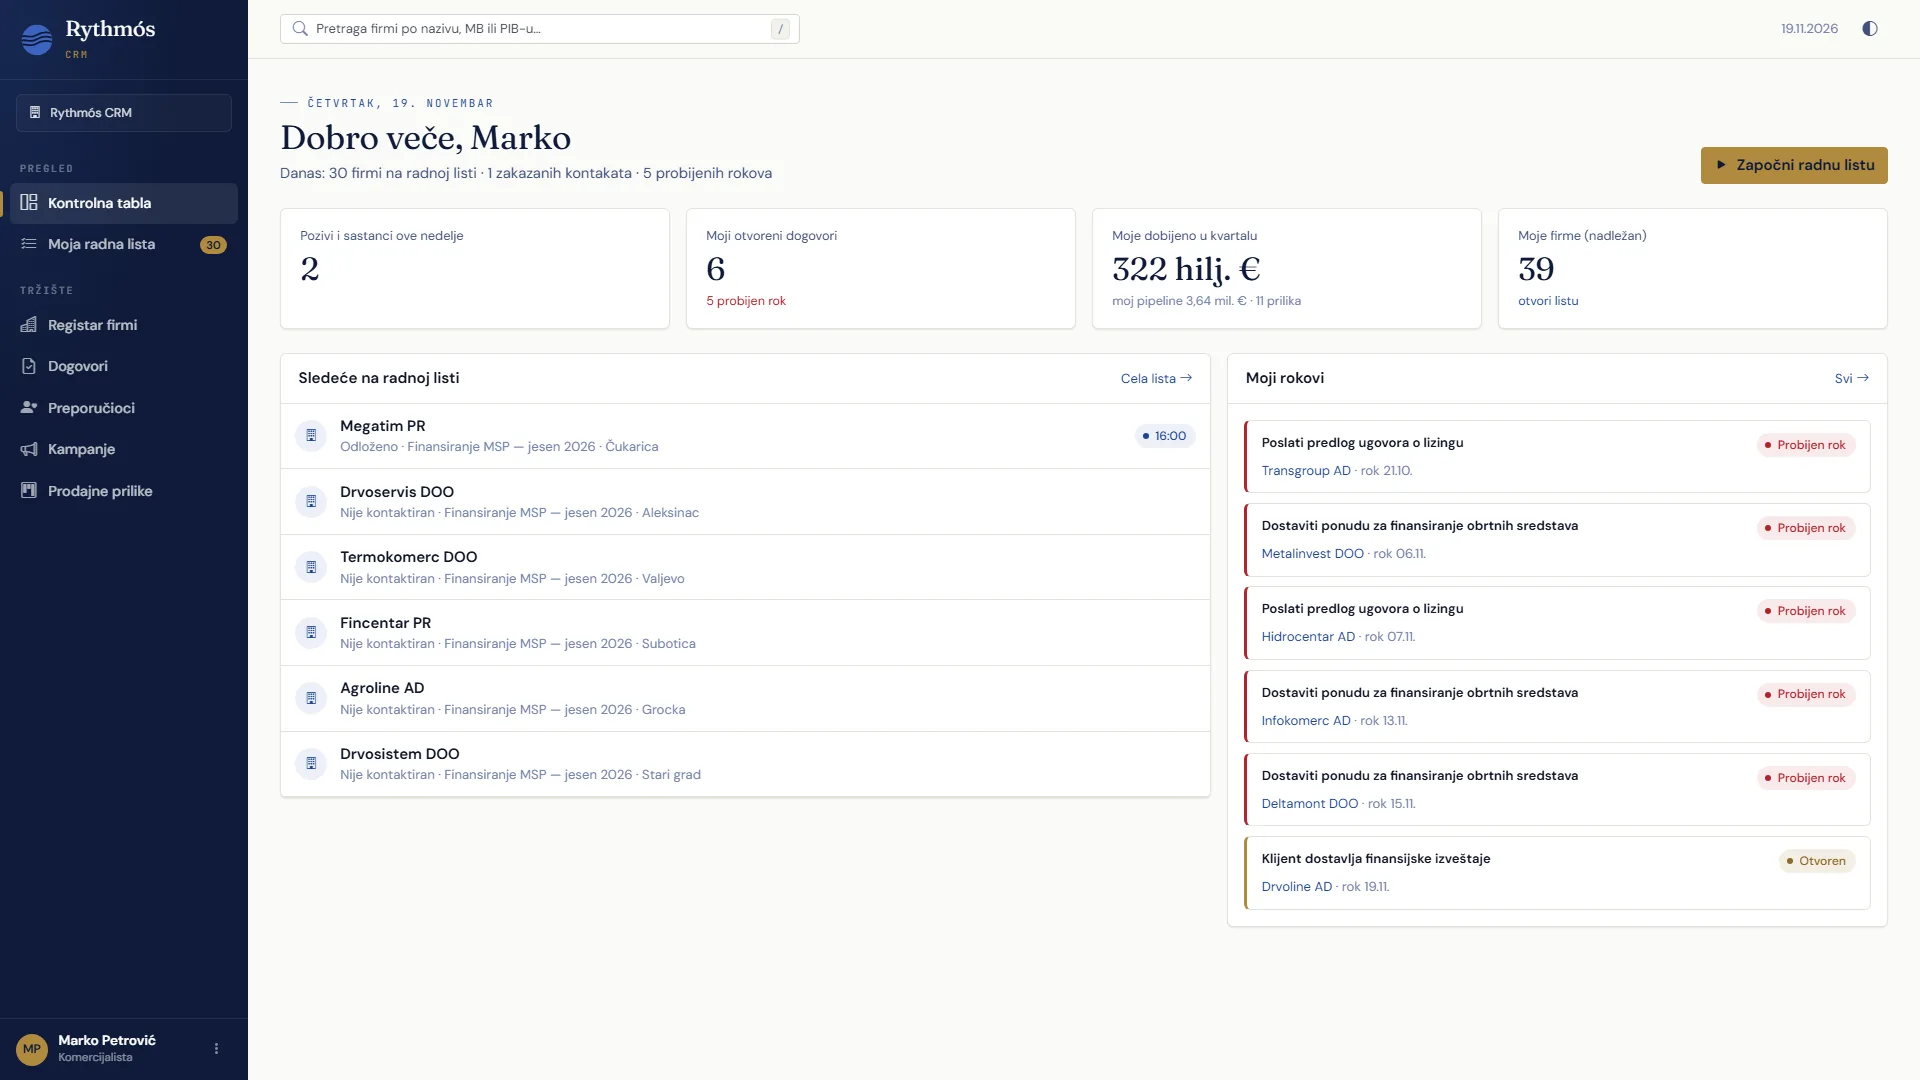 Rythmós
CRM
Rythmós CRM
PREGLED
Kontrolna tabla
Moja radna lista 30
TRŽIŠTE
Registar firmi
Dogovori
Preporučioci
Kampanje
Prodajne prilike
MP
Marko Petrović
Komercijalista
Pretraga firmi po nazivu, MB ili PIB-u... /
19.11.2026
ČETVRTAK, 19. NOVEMBAR
Dobro veče, Marko
Danas: 30 firmi na radnoj listi · 1 zakazanih kontakata · 5 probijenih rokova
Započni radnu listu
Pozivi i sastanci ove nedelje
2
Moji otvoreni dogovori
6
5 probijen rok
Moje dobijeno u kvartalu
322 hilj. €
moj pipeline 3,64 mil. € · 11 prilika
Moje firme (nadležan)
39
otvori listu
Sledeće na radnoj listi
Cela lista →
Megatim PR
Odloženo · Finansiranje MSP — jesen 2026 · Čukarica
16:00
Drvoservis DOO
Nije kontaktiran · Finansiranje MSP — jesen 2026 · Aleksinac
Termokomerc DOO
Nije kontaktiran · Finansiranje MSP — jesen 2026 · Valjevo
Fincentar PR
Nije kontaktiran · Finansiranje MSP — jesen 2026 · Subotica
Agroline AD
Nije kontaktiran · Finansiranje MSP — jesen 2026 · Grocka
Drvosistem DOO
Nije kontaktiran · Finansiranje MSP — jesen 2026 · Stari grad
Moji rokovi
Svi →
Poslati predlog ugovora o lizingu
Probijen rok
Transgroup AD · rok 21.10.
Dostaviti ponudu za finansiranje obrtnih sredstava
Probijen rok
Metalinvest DOO · rok 06.11.
Poslati predlog ugovora o lizingu
Probijen rok
Hidrocentar AD · rok 07.11.
Dostaviti ponudu za finansiranje obrtnih sredstava
Probijen rok
Infokomerc AD · rok 13.11.
Dostaviti ponudu za finansiranje obrtnih sredstava
Probijen rok
Deltamont DOO · rok 15.11.
Klijent dostavlja finansijske izveštaje
Otvoren
Drvoline AD · rok 19.11.